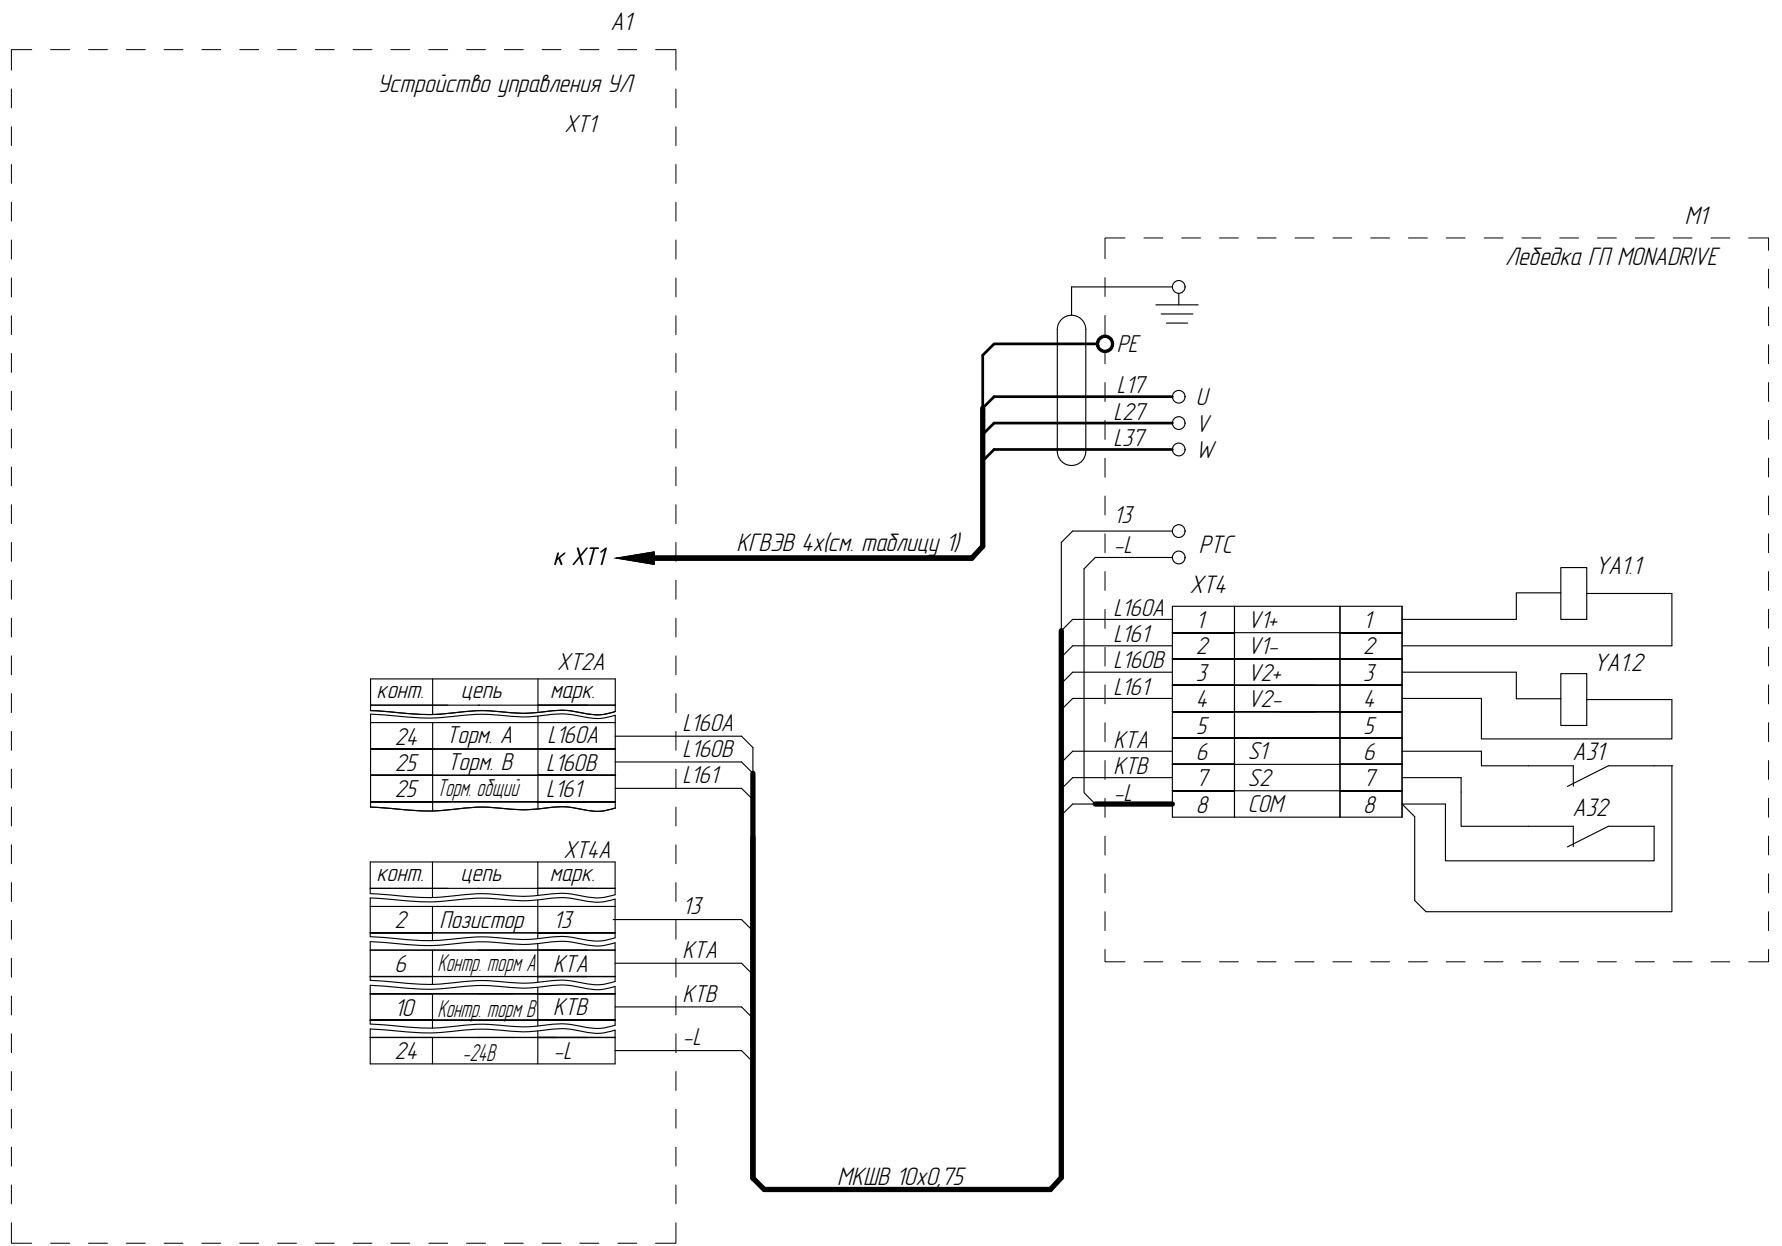 A1
Устройство управления УЛ
XT1
M1
Лебедка ГП MONADRIVE
PE
L17
U
L27
V
L37
W
КГВЭВ 4х(см. таблицу 1)
к XT1
13
-L
PTC
XT4
L160A 1 V1+ 1
L161 2 V1- 2
L160B 3 V2+ 3
L161 4 V2- 4
5 5
KTA 6 S1 6
KTB 7 S2 7
-L 8 COM 8
YA1.1
YA1.2
A31
A32
XT2A
конт. цепь марк.
24 Торм. А L160A L160A
25 Торм. В L160B L160B
25 Торм. общий L161 L161
XT4A
конт. цепь марк.
2 Позистор 13 13
6 Контр. торм А KTA KTA
10 Контр. торм В KTB KTB
24 -24В -L -L
МКШВ 10х0,75